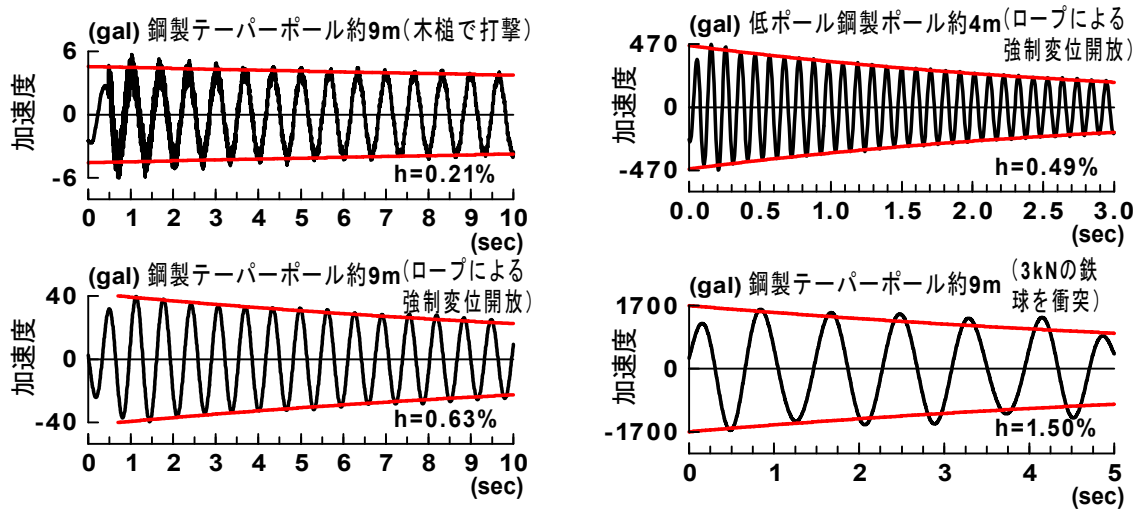 (gal) 鋼製テーパーポール約9m(木槌で打撃)
加速度
6
0
-6
h=0.21%
0 1 2 3 4 5 6 7 8 9 10
(sec)
(gal) 低ポール鋼製ポール約4m(ロープによる
強制変位開放)
加速度
470
0
-470
h=0.49%
0.0 0.5 1.0 1.5 2.0 2.5 3.0
(sec)
(gal) 鋼製テーパーポール約9m(ロープによる
強制変位開放)
加速度
40
0
-40
h=0.63%
0 1 2 3 4 5 6 7 8 9 10
(sec)
(gal) 鋼製テーパーポール約9m (3kNの鉄
球を衝突)
加速度
1700
0
-1700
h=1.50%
0 1 2 3 4 5
(sec)